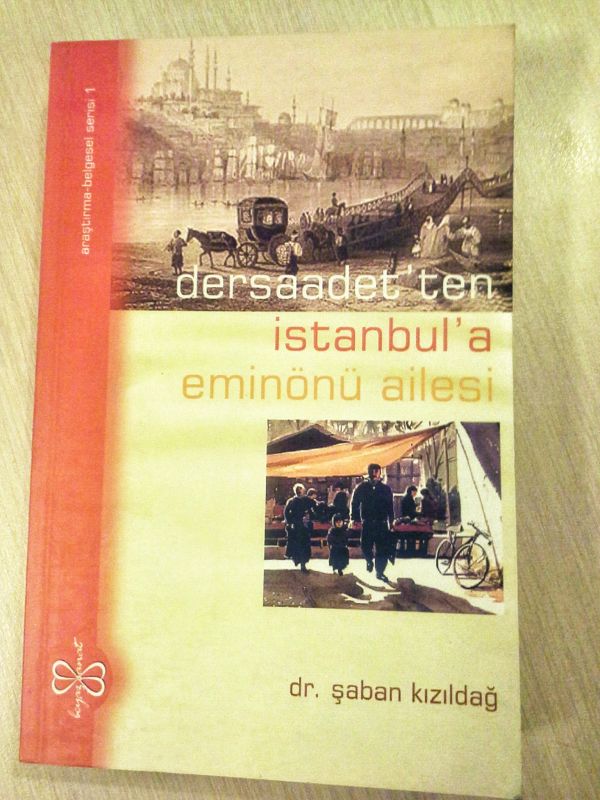 araştırma-belgesel serisi 1
dersaadet'ten
istanbul'a
eminönü ailesi
dr. şaban kızıldağ